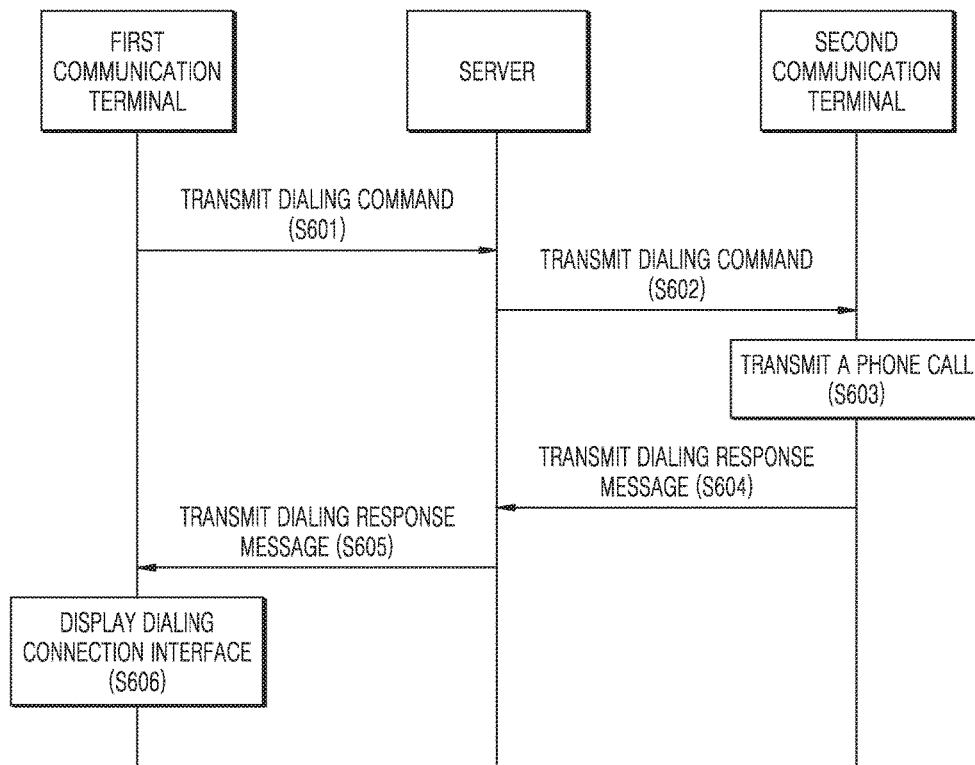 FIRST
COMMUNICATION
TERMINAL
SERVER
SECOND
COMMUNICATION
TERMINAL
TRANSMIT DIALING COMMAND
(S601)
TRANSMIT DIALING COMMAND
(S602)
TRANSMIT A PHONE CALL
(S603)
TRANSMIT DIALING RESPONSE
MESSAGE (S604)
TRANSMIT DIALING RESPONSE
MESSAGE (S605)
DISPLAY DIALING
CONNECTION INTERFACE
(S606)